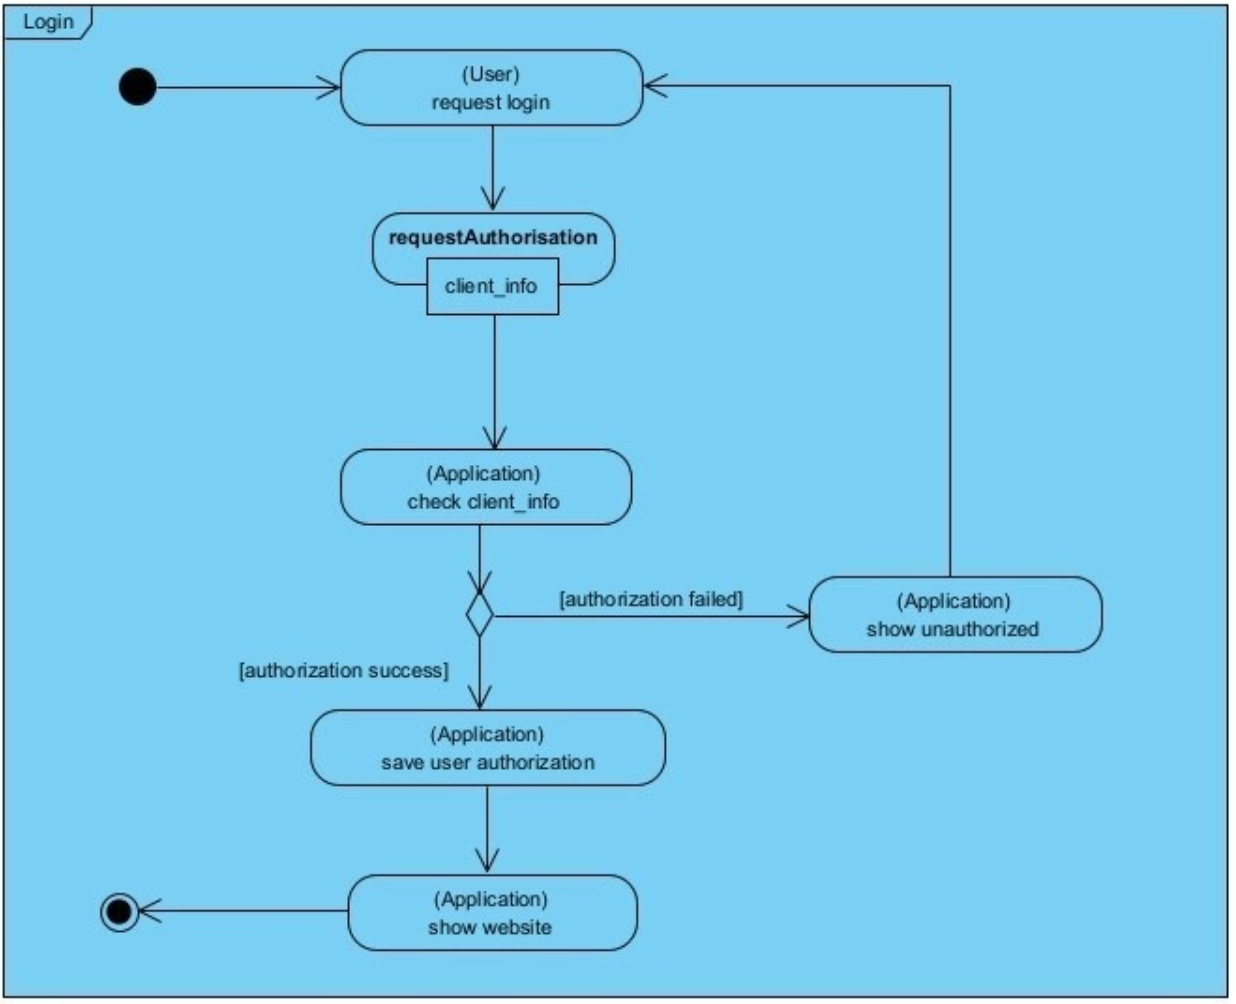 Login
(User)
request login
requestAuthorisation
client_info
(Application)
check client_info
[authorization failed]
(Application)
show unauthorized
[authorization success]
(Application)
save user authorization
(Application)
show website